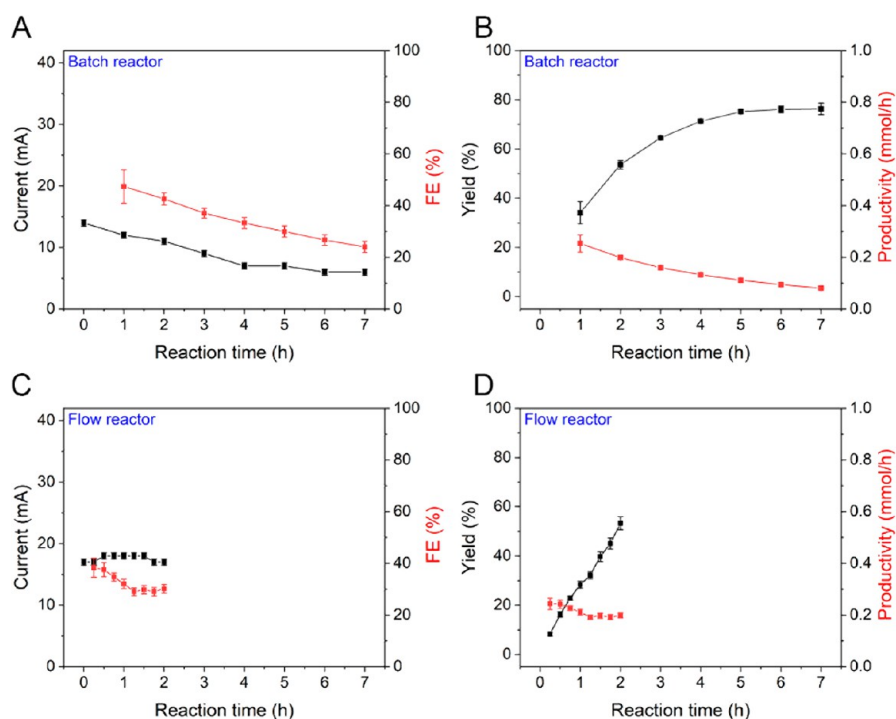 A
Batch reactor
Current (mA)
40
30
20
10
0
FE (%)
100
80
60
40
20
0
0 1 2 3 4 5 6 7
Reaction time (h)
B
Batch reactor
Yield (%)
100
80
60
40
20
0
Productivity (mmol/h)
1.0
0.8
0.6
0.4
0.2
0.0
0 1 2 3 4 5 6 7
Reaction time (h)
C
Flow reactor
Current (mA)
40
30
20
10
0
FE (%)
100
80
60
40
20
0
0 1 2 3 4 5 6 7
Reaction time (h)
D
Flow reactor
Yield (%)
100
80
60
40
20
0
Productivity (mmol/h)
1.0
0.8
0.6
0.4
0.2
0.0
0 1 2 3 4 5 6 7
Reaction time (h)